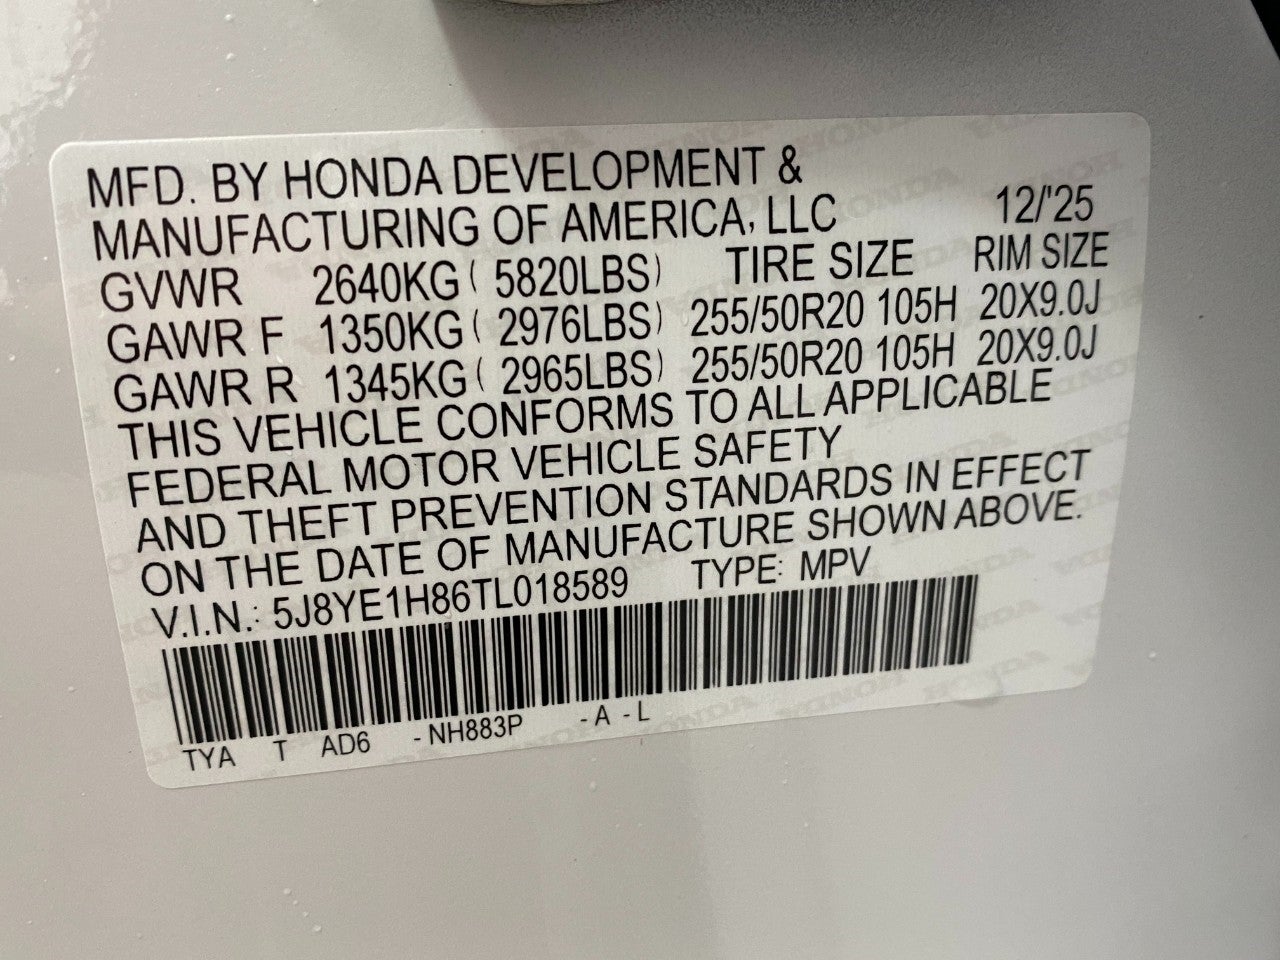 MFD. BY HONDA DEVELOPMENT &
MANUFACTURING OF AMERICA, LLC 12/'25
GVWR 2640KG ( 5820LBS) TIRE SIZE RIM SIZE
GAWR F 1350KG ( 2976LBS) 255/50R20 105H 20X9.0J
GAWR R 1345KG ( 2965LBS) 255/50R20 105H 20X9.0J
THIS VEHICLE CONFORMS TO ALL APPLICABLE
FEDERAL MOTOR VEHICLE SAFETY
AND THEFT PREVENTION STANDARDS IN EFFECT
ON THE DATE OF MANUFACTURE SHOWN ABOVE.
V.I.N.: 5J8YE1H86TL018589 TYPE: MPV
TYA T AD6 -NH883P -A -L